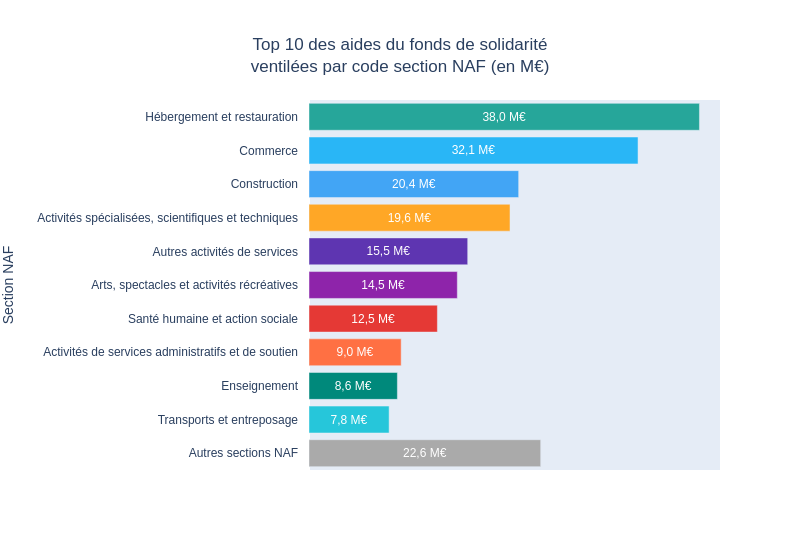 Top 10 des aides du fonds de solidarité
ventilées par code section NAF (en M€)
Section NAF
Hébergement et restauration 38,0 M€
Commerce 32,1 M€
Construction 20,4 M€
Activités spécialisées, scientifiques et techniques 19,6 M€
Autres activités de services 15,5 M€
Arts, spectacles et activités récréatives 14,5 M€
Santé humaine et action sociale 12,5 M€
Activités de services administratifs et de soutien 9,0 M€
Enseignement 8,6 M€
Transports et entreposage 7,8 M€
Autres sections NAF 22,6 M€